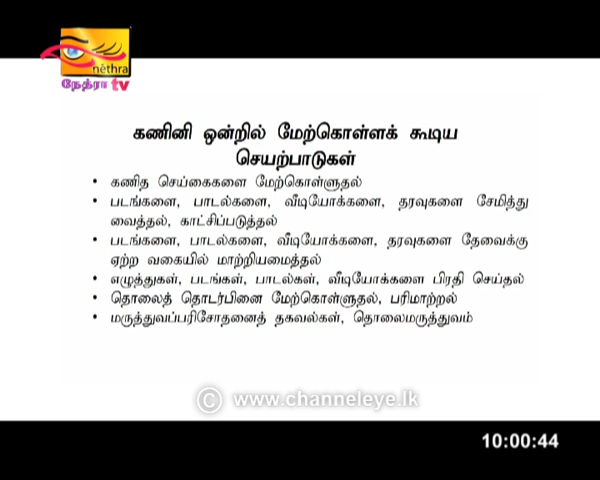 nethra
நேத்ரா tv
கணினி ஒன்றில் மேற்கொள்ளக் கூடிய
செயற்பாடுகள்
• கணித செய்கைகளை மேற்கொள்ளுதல்
• படங்களை, பாடல்களை, வீடியோக்களை, தரவுகளை சேமித்து
வைத்தல், காட்சிப்படுத்தல்
• படங்களை, பாடல்களை, வீடியோக்களை, தரவுகளை தேவைக்கு
ஏற்ற வகையில் மாற்றியமைத்தல்
• எழுத்துகள், படங்கள், பாடல்கள், வீடியோக்களை பிரதி செய்தல்
• தொலைத் தொடர்பினை மேற்கொள்ளுதல், பரிமாற்றல்
• மருத்துவப்பரிசோதனைத் தகவல்கள், தொலைமருத்துவம்
© www.channeleye.lk
10:00:44